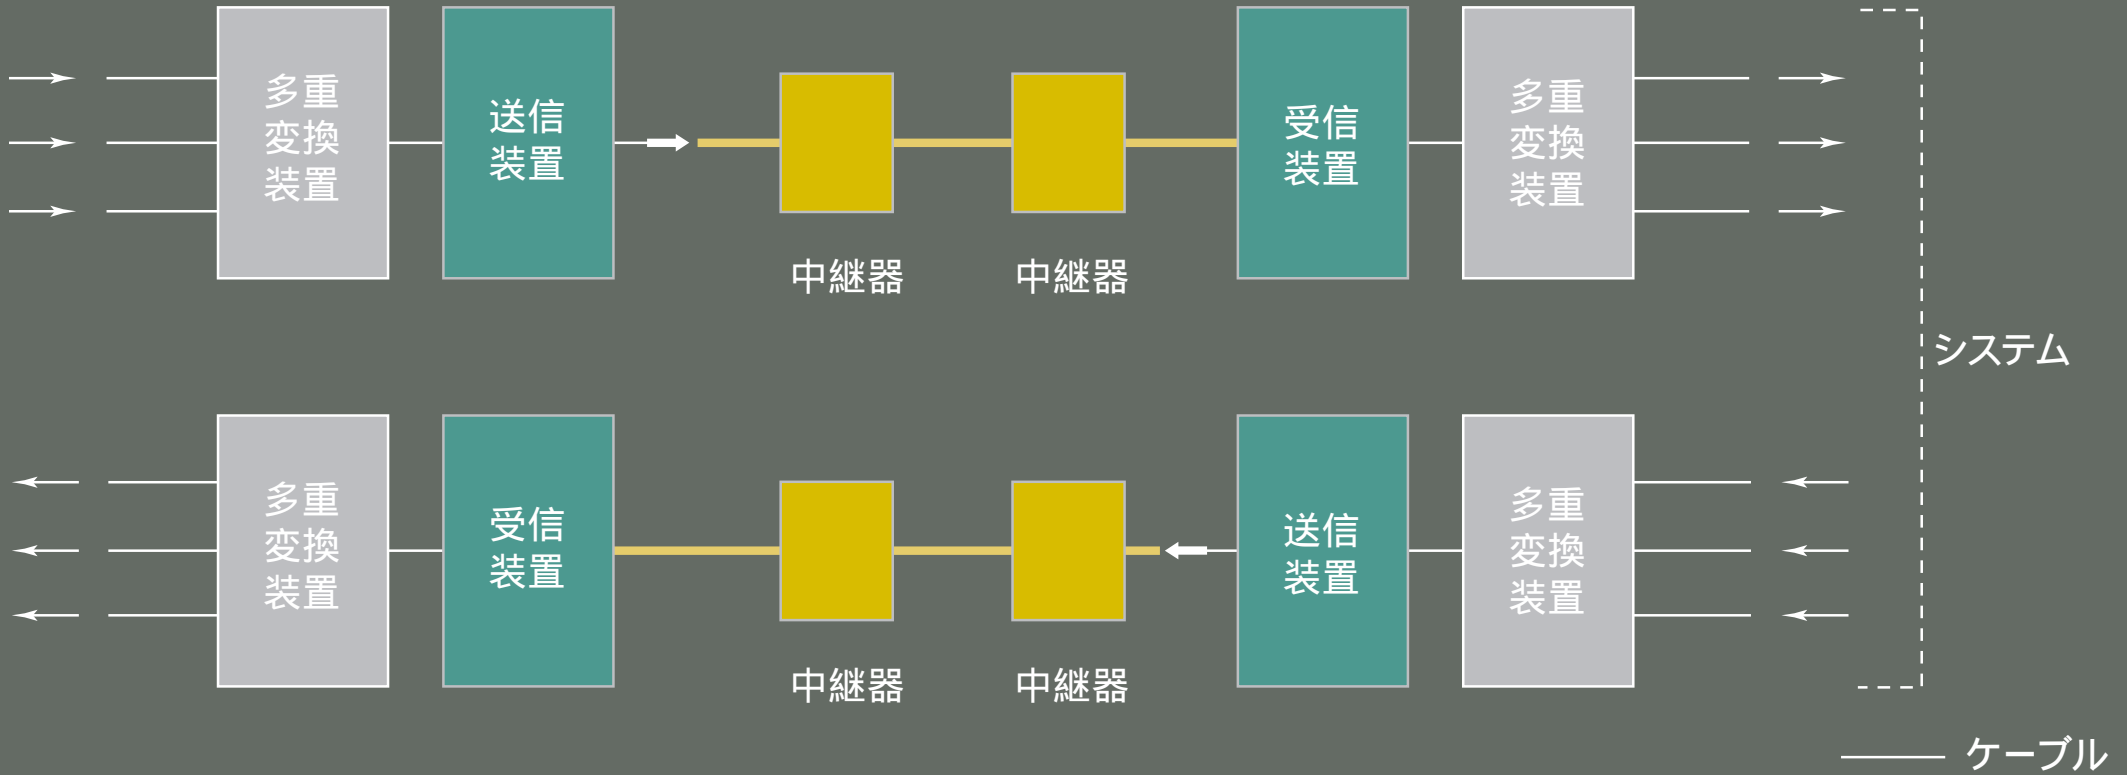 多重
変換
装置
送信
装置
中継器
中継器
受信
装置
多重
変換
装置
システム
多重
変換
装置
受信
装置
中継器
中継器
送信
装置
多重
変換
装置
ケーブル